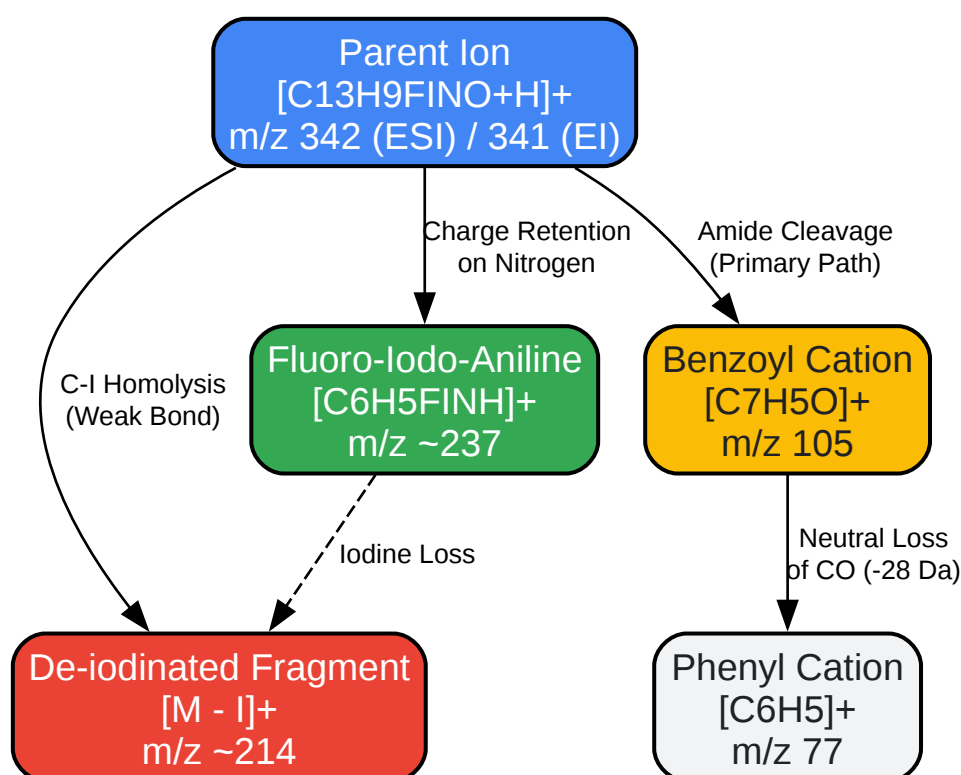 Parent Ion
[C13H9FINO+H]+
m/z 342 (ESI) / 341 (EI)
Charge Retention
on Nitrogen
Amide Cleavage
(Primary Path)
C-I Homolysis
(Weak Bond)
Fluoro-Iodo-Aniline
[C6H5FINH]+
m/z ~237
Benzoyl Cation
[C7H5O]+
m/z 105
Iodine Loss
Neutral Loss
of CO (-28 Da)
De-iodinated Fragment
[M - I]+
m/z ~214
Phenyl Cation
[C6H5]+
m/z 77